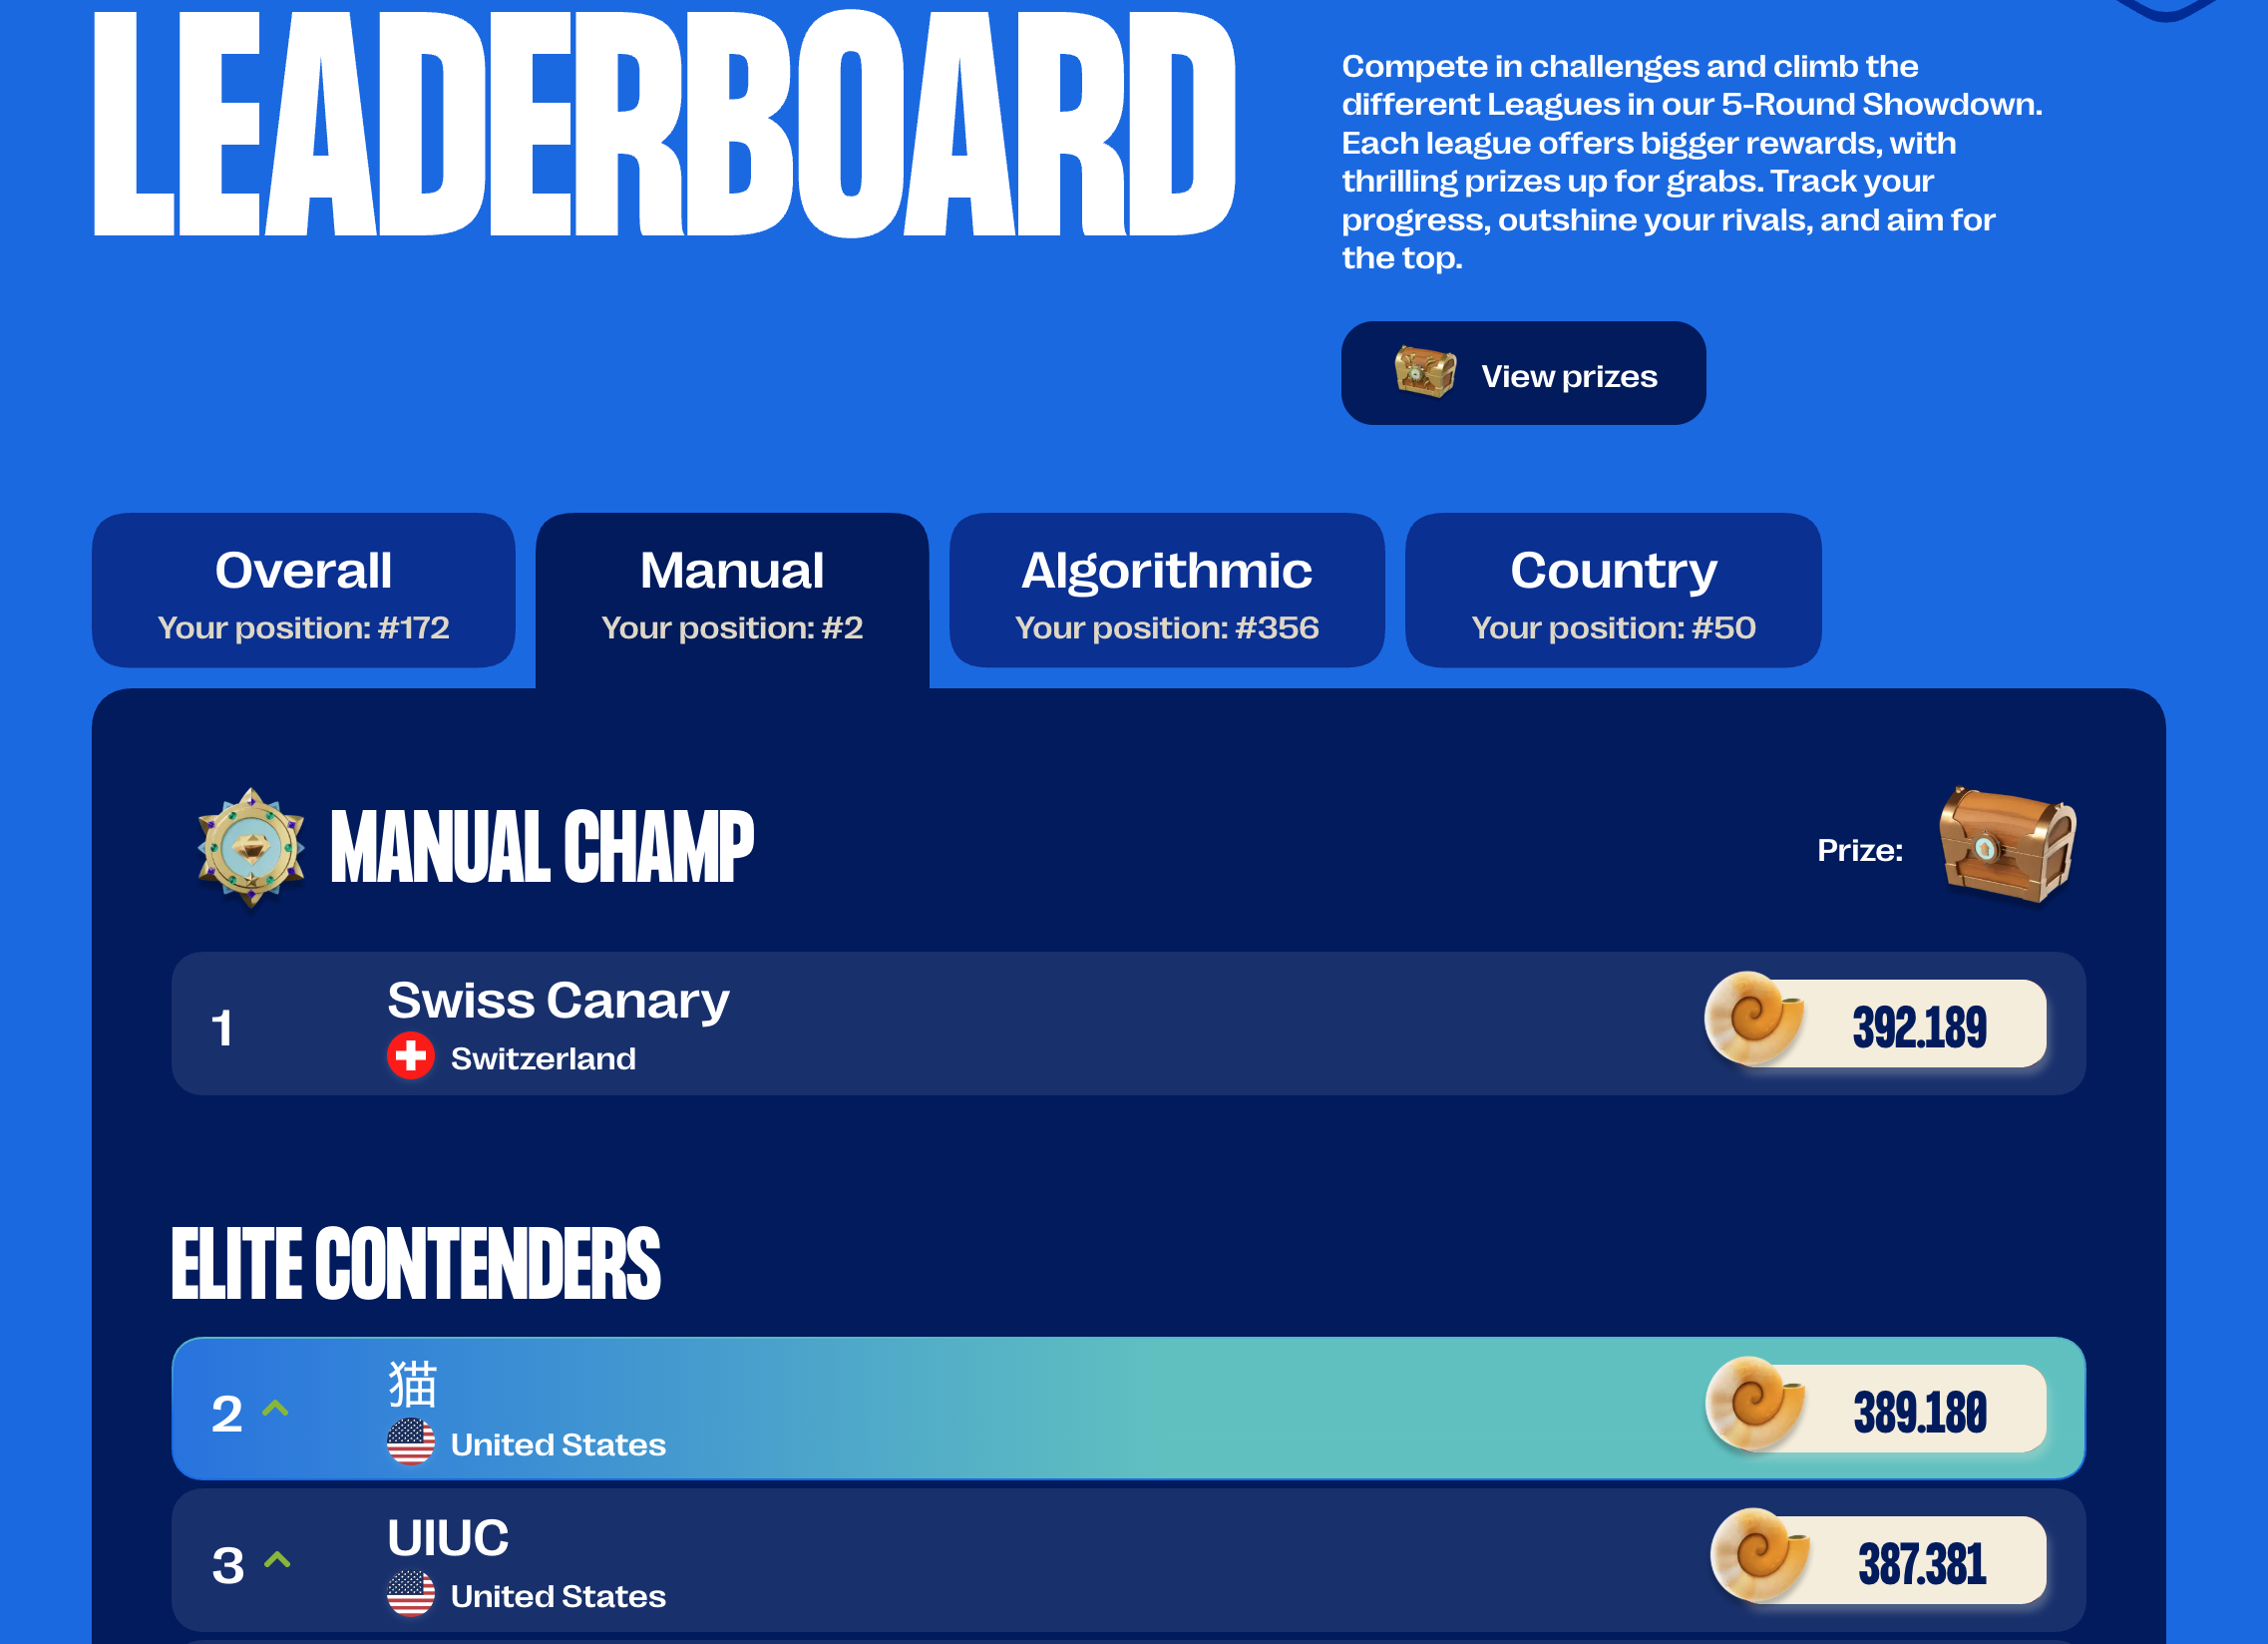 LEADERBOARD
Compete in challenges and climb the
different Leagues in our 5-Round Showdown.
Each league offers bigger rewards, with
thrilling prizes up for grabs. Track your
progress, outshine your rivals, and aim for
the top.
View prizes
Overall
Your position: #172
Manual
Your position: #2
Algorithmic
Your position: #356
Country
Your position: #50
MANUAL CHAMP
Prize:
1
Swiss Canary
Switzerland
392.189
ELITE CONTENDERS
2
猫
United States
389.180
3
UIUC
United States
387.381